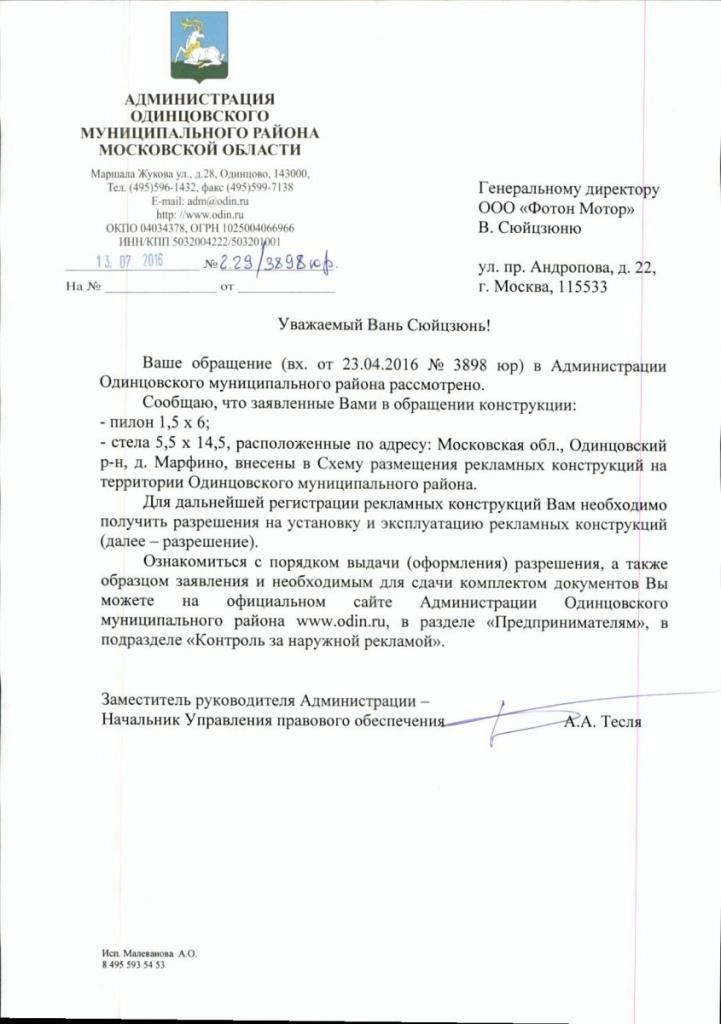 АДМИНИСТРАЦИЯ
ОДИНЦОВСКОГО
МУНИЦИПАЛЬНОГО РАЙОНА
МОСКОВСКОЙ ОБЛАСТИ
Маршала Жукова ул., д.28, Одинцово, 143000,
Тел. (495)596-1432, факс (495)599-7138
E-mail: adm@odin.ru
http: //www.odin.ru
ОКПО 04034378, ОГРН 1025004066966
ИНН/КПП 5032004222/503201001
13. 07. 2016 № 2.29/3898юр.
На № от
Генеральному директору
ООО «Фотон Мотор»
В. Сюйцзюню
ул. пр. Андропова, д. 22,
г. Москва, 115533
Уважаемый Вань Сюйцзюнь!
Ваше обращение (вх. от 23.04.2016 № 3898 юр) в Администрации
Одинцовского муниципального района рассмотрено.
Сообщаю, что заявленные Вами в обращении конструкции:
- пилон 1,5 х 6;
- стела 5,5 х 14,5, расположенные по адресу: Московская обл., Одинцовский
р-н, д. Марфино, внесены в Схему размещения рекламных конструкций на
территории Одинцовского муниципального района.
Для дальнейшей регистрации рекламных конструкций Вам необходимо
получить разрешения на установку и эксплуатацию рекламных конструкций
(далее – разрешение).
Ознакомиться с порядком выдачи (оформления) разрешения, а также
образцом заявления и необходимым для сдачи комплектом документов Вы
можете на официальном сайте Администрации Одинцовского
муниципального района www.odin.ru, в разделе «Предпринимателям», в
подразделе «Контроль за наружной рекламой».
Заместитель руководителя Администрации –
Начальник Управления правового обеспечения А.А. Тесля
Исп. Малеванова А.О.
8 495 593 54 53